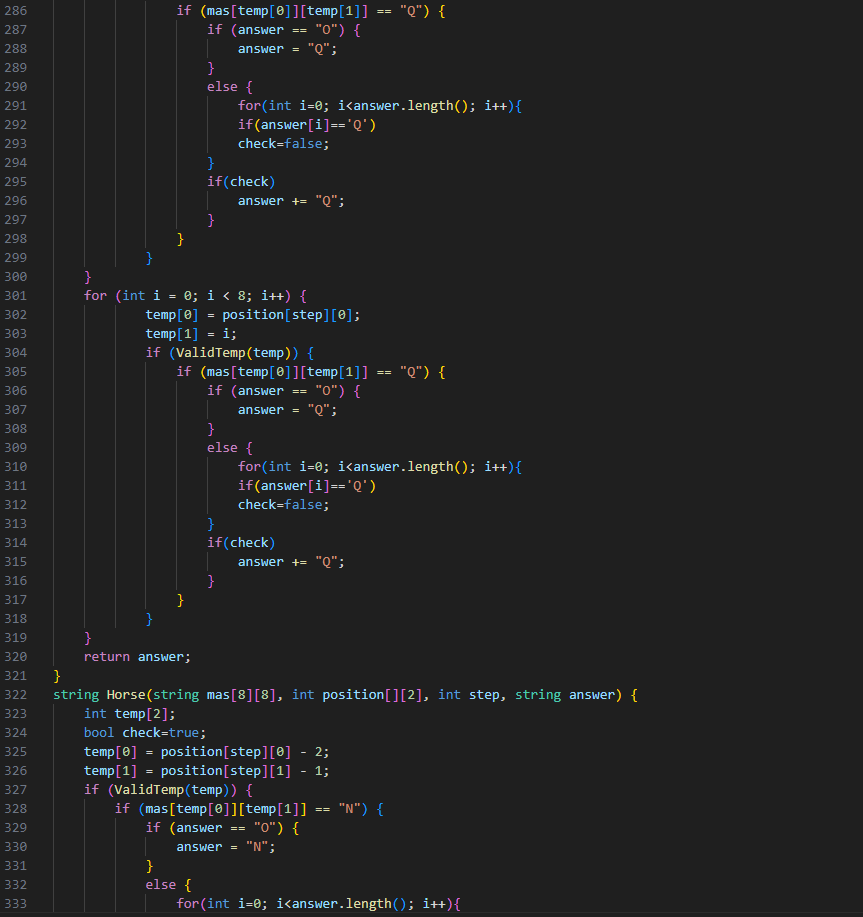 286                 if (mas[temp[0]][temp[1]] == "Q") {
287                     if (answer == "O") {
288                         answer = "Q";
289                     }
290                     else {
291                         for(int i=0; i<answer.length(); i++){
292                         if(answer[i]=='Q')
293                         check=false;
294                     }
295                     if(check)
296                         answer += "Q";
297                     }
298                 }
299             }
300     }
301     for (int i = 0; i < 8; i++) {
302             temp[0] = position[step][0];
303             temp[1] = i;
304             if (ValidTemp(temp)) {
305                 if (mas[temp[0]][temp[1]] == "Q") {
306                     if (answer == "O") {
307                         answer = "Q";
308                     }
309                     else {
310                         for(int i=0; i<answer.length(); i++){
311                         if(answer[i]=='Q')
312                         check=false;
313                     }
314                     if(check)
315                         answer += "Q";
316                     }
317                 }
318             }
319     }
320     return answer;
321 }
322 string Horse(string mas[8][8], int position[][2], int step, string answer) {
323     int temp[2];
324     bool check=true;
325     temp[0] = position[step][0] - 2;
326     temp[1] = position[step][1] - 1;
327     if (ValidTemp(temp)) {
328         if (mas[temp[0]][temp[1]] == "N") {
329             if (answer == "O") {
330                 answer = "N";
331             }
332             else {
333                 for(int i=0; i<answer.length(); i++){